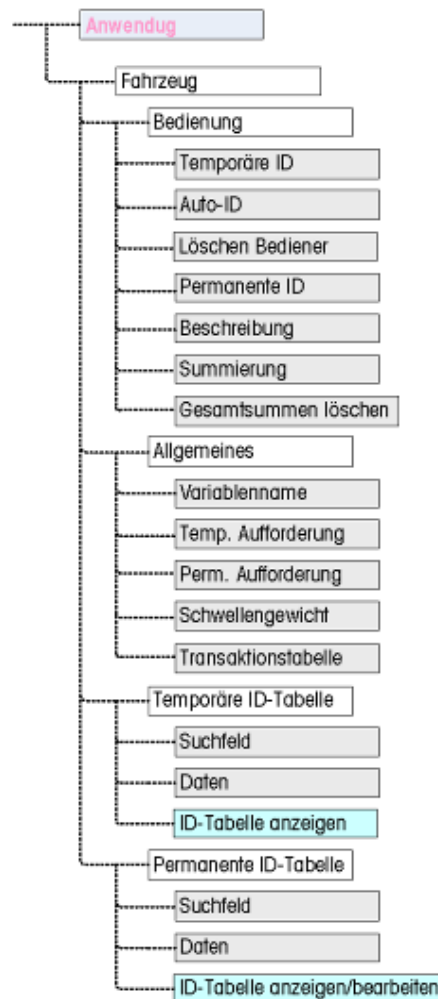 Anwendug
Fahrzeug
Bedienung
Temporäre ID
Auto-ID
Löschen Bediener
Permanente ID
Beschreibung
Summierung
Gesamtsummen löschen
Allgemeines
Variablenname
Temp. Aufforderung
Perm. Aufforderung
Schwellengewicht
Transaktionstabelle
Temporäre ID-Tabelle
Suchfeld
Daten
ID-Tabelle anzeigen
Permanente ID-Tabelle
Suchfeld
Daten
ID-Tabelle anzeigen/bearbeiten